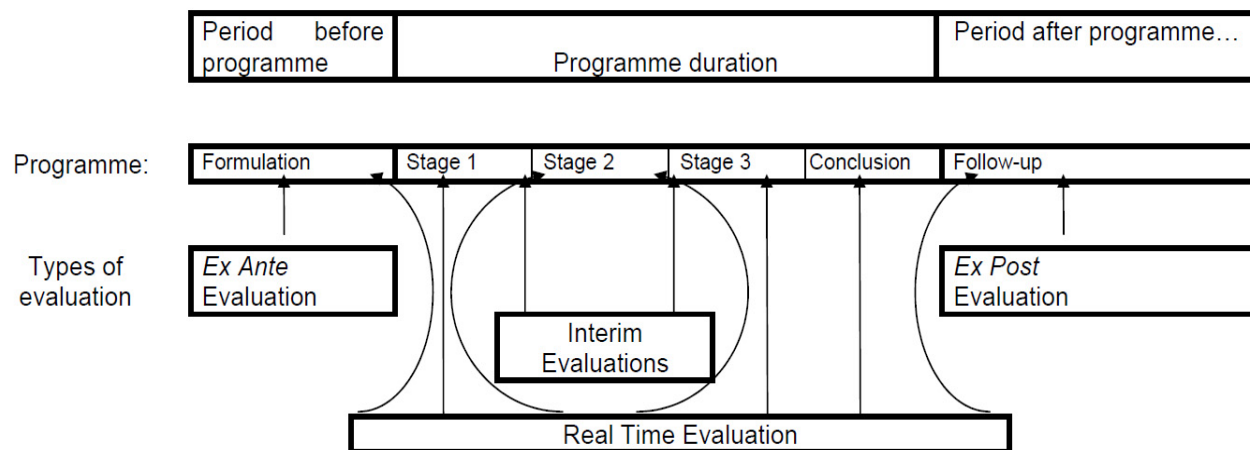 Period before
programme
Programme duration
Period after programme…
Programme:
Formulation
Stage 1
Stage 2
Stage 3
Conclusion
Follow-up
Types of
evaluation
Ex Ante
Evaluation
Interim
Evaluations
Ex Post
Evaluation
Real Time Evaluation